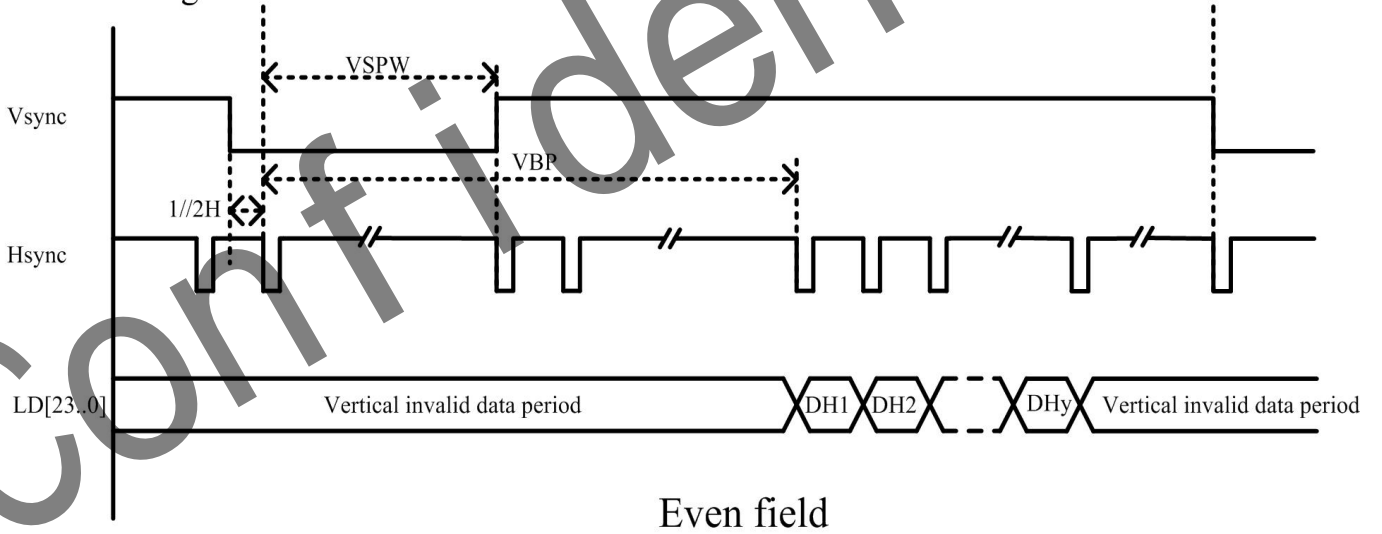 VSPW
Vsync
VBP
1//2H
Hsync
LD[23..0]
Vertical invalid data period
DH1
DH2
DHy
Vertical invalid data period
Even field
Confiden